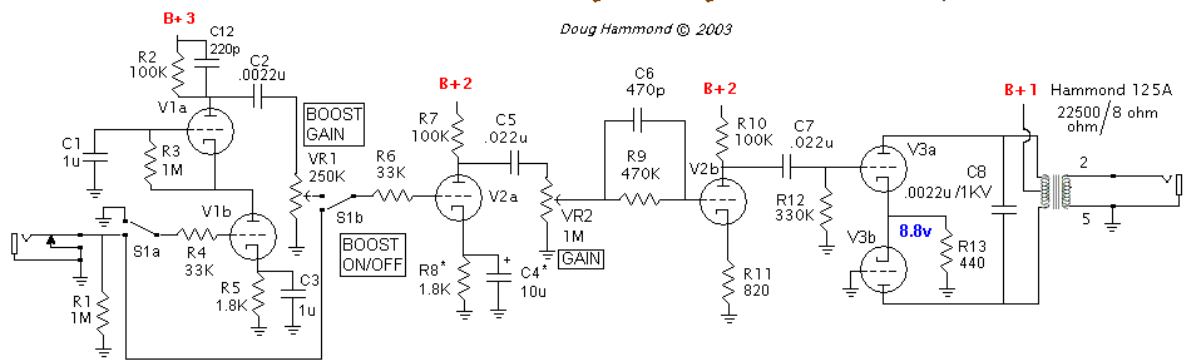 Doug Hammond © 2003
B+3
C12
220p
R2
100K
C2
.0022u
V1a
BOOST
GAIN
C1
1u
R3
1M
VR1
250K
V1b
S1a
R4
33K
R5
1.8K
C3
1u
R1
1M
S1b
BOOST
ON/OFF
R6
33K
B+2
R7
100K
C5
.022u
V2a
R8*
1.8K
+
C4*
10u
VR2
1M
GAIN
C6
470p
R9
470K
B+2
R10
100K
V2b
R11
820
C7
.022u
R12
330K
V3a
V3b
8.8v
R13
440
C8
.0022u/1KV
B+1
Hammond 125A
22500/8 ohm
ohm
2
5